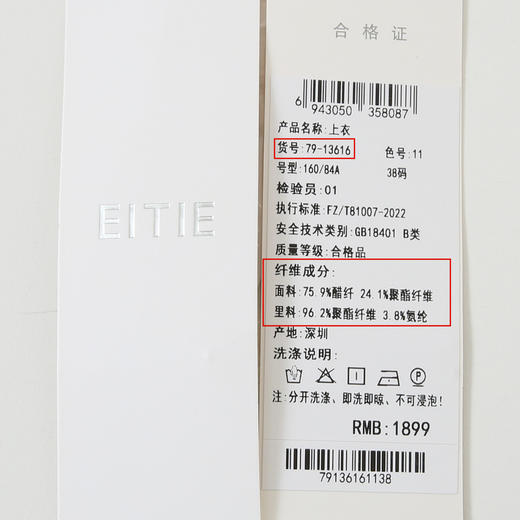 EITIE
合格证
6 943050 358087
产品名称:上衣
货号:79-13616 色号:11
号型:160/84A 38码
检验员:01
执行标准:FZ/T81007-2022
安全技术类别:GB18401 B类
质量等级:合格品
纤维成分:
面料:75.9%醋纤 24.1%聚酯纤维
里料:96.2%聚酯纤维 3.8%氨纶
产地:深圳
洗涤说明:
注:分开洗涤、即洗即晾、不可浸泡!
RMB:1899
79136161138